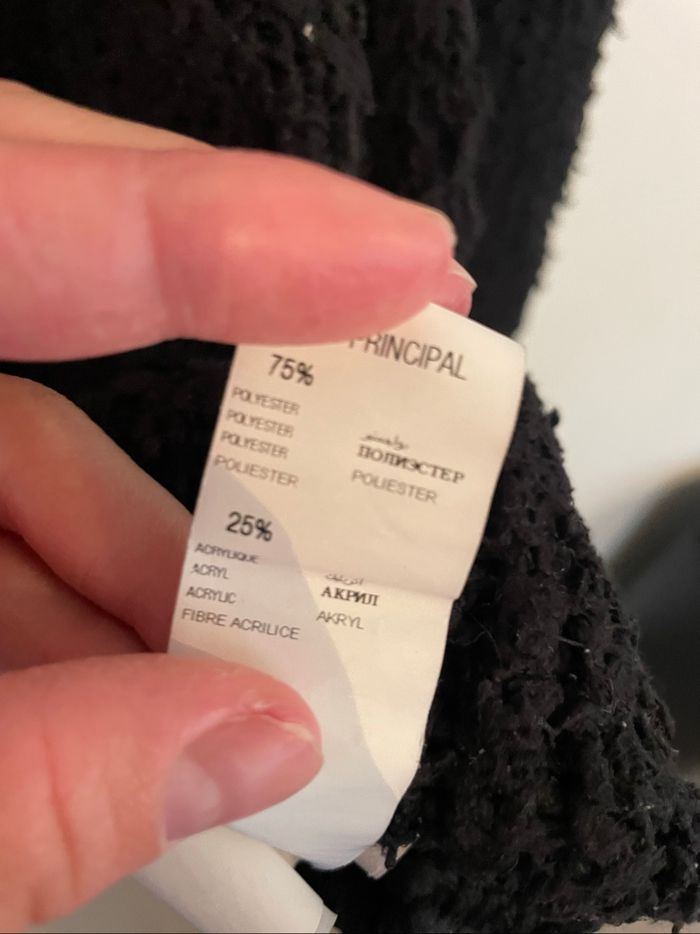 PRINCIPAL
75%
POLYESTER
POLYESTER
POLYESTER
POLIESTER
ПОЛИЭСТЕР
POLIESTER
25%
ACRYLIQUE
ACRYL
ACRYLIC
FIBRE ACRILICE
АКРИЛ
AKRYL